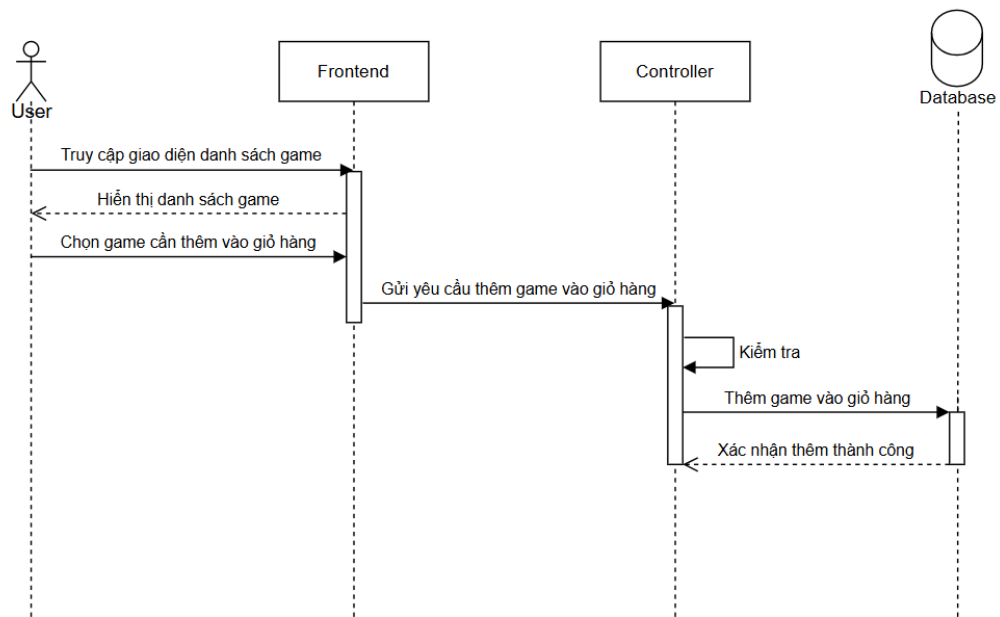 User
Frontend
Controller
Database
Truy cập giao diện danh sách game
Hiển thị danh sách game
Chọn game cần thêm vào giỏ hàng
Gửi yêu cầu thêm game vào giỏ hàng
Kiểm tra
Thêm game vào giỏ hàng
Xác nhận thêm thành công